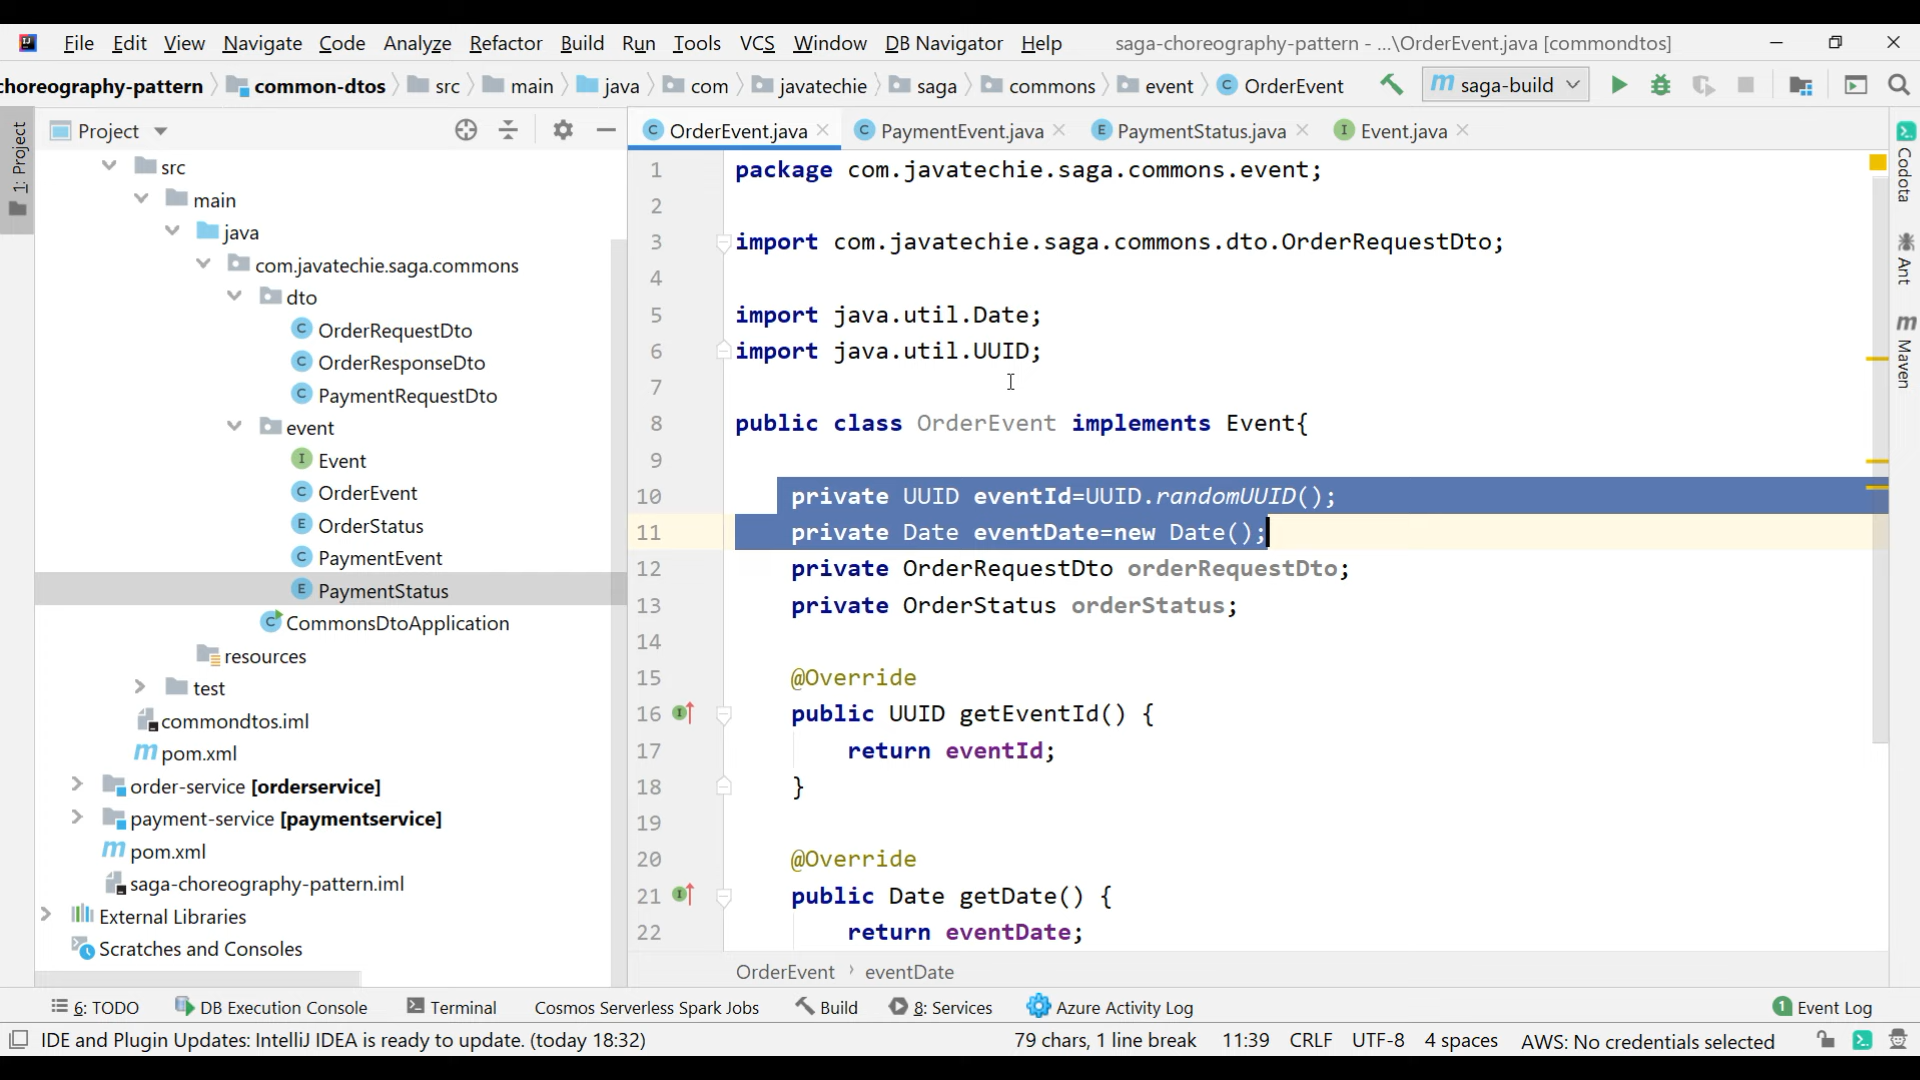 File Edit View Navigate Code Analyze Refactor Build Run Tools VCS Window DB Navigator Help saga-choreography-pattern - ...\OrderEvent.java [commondtos]
choreography-pattern common-dtos src main java com javatechie saga commons event OrderEvent saga-build
Project
OrderEvent.java PaymentEvent.java PaymentStatus.java Event.java
1: Project
src
main
java
com.javatechie.saga.commons
dto
OrderRequestDto
OrderResponseDto
PaymentRequestDto
event
Event
OrderEvent
OrderStatus
PaymentEvent
PaymentStatus
CommonsDtoApplication
resources
test
commondtos.iml
pom.xml
order-service [orderservice]
payment-service [paymentservice]
pom.xml
saga-choreography-pattern.iml
External Libraries
Scratches and Consoles
1 package com.javatechie.saga.commons.event;
2
3 import com.javatechie.saga.commons.dto.OrderRequestDto;
4
5 import java.util.Date;
6 import java.util.UUID;
7
8 public class OrderEvent implements Event{
9
10 private UUID eventId=UUID.randomUUID();
11 private Date eventDate=new Date();
12 private OrderRequestDto orderRequestDto;
13 private OrderStatus orderStatus;
14
15 @Override
16 public UUID getEventId() {
17 return eventId;
18 }
19
20 @Override
21 public Date getDate() {
22 return eventDate;
OrderEvent › eventDate
Codota
Ant
Maven
6: TODO DB Execution Console Terminal Cosmos Serverless Spark Jobs Build 8: Services Azure Activity Log 1 Event Log
IDE and Plugin Updates: IntelliJ IDEA is ready to update. (today 18:32) 79 chars, 1 line break 11:39 CRLF UTF-8 4 spaces AWS: No credentials selected